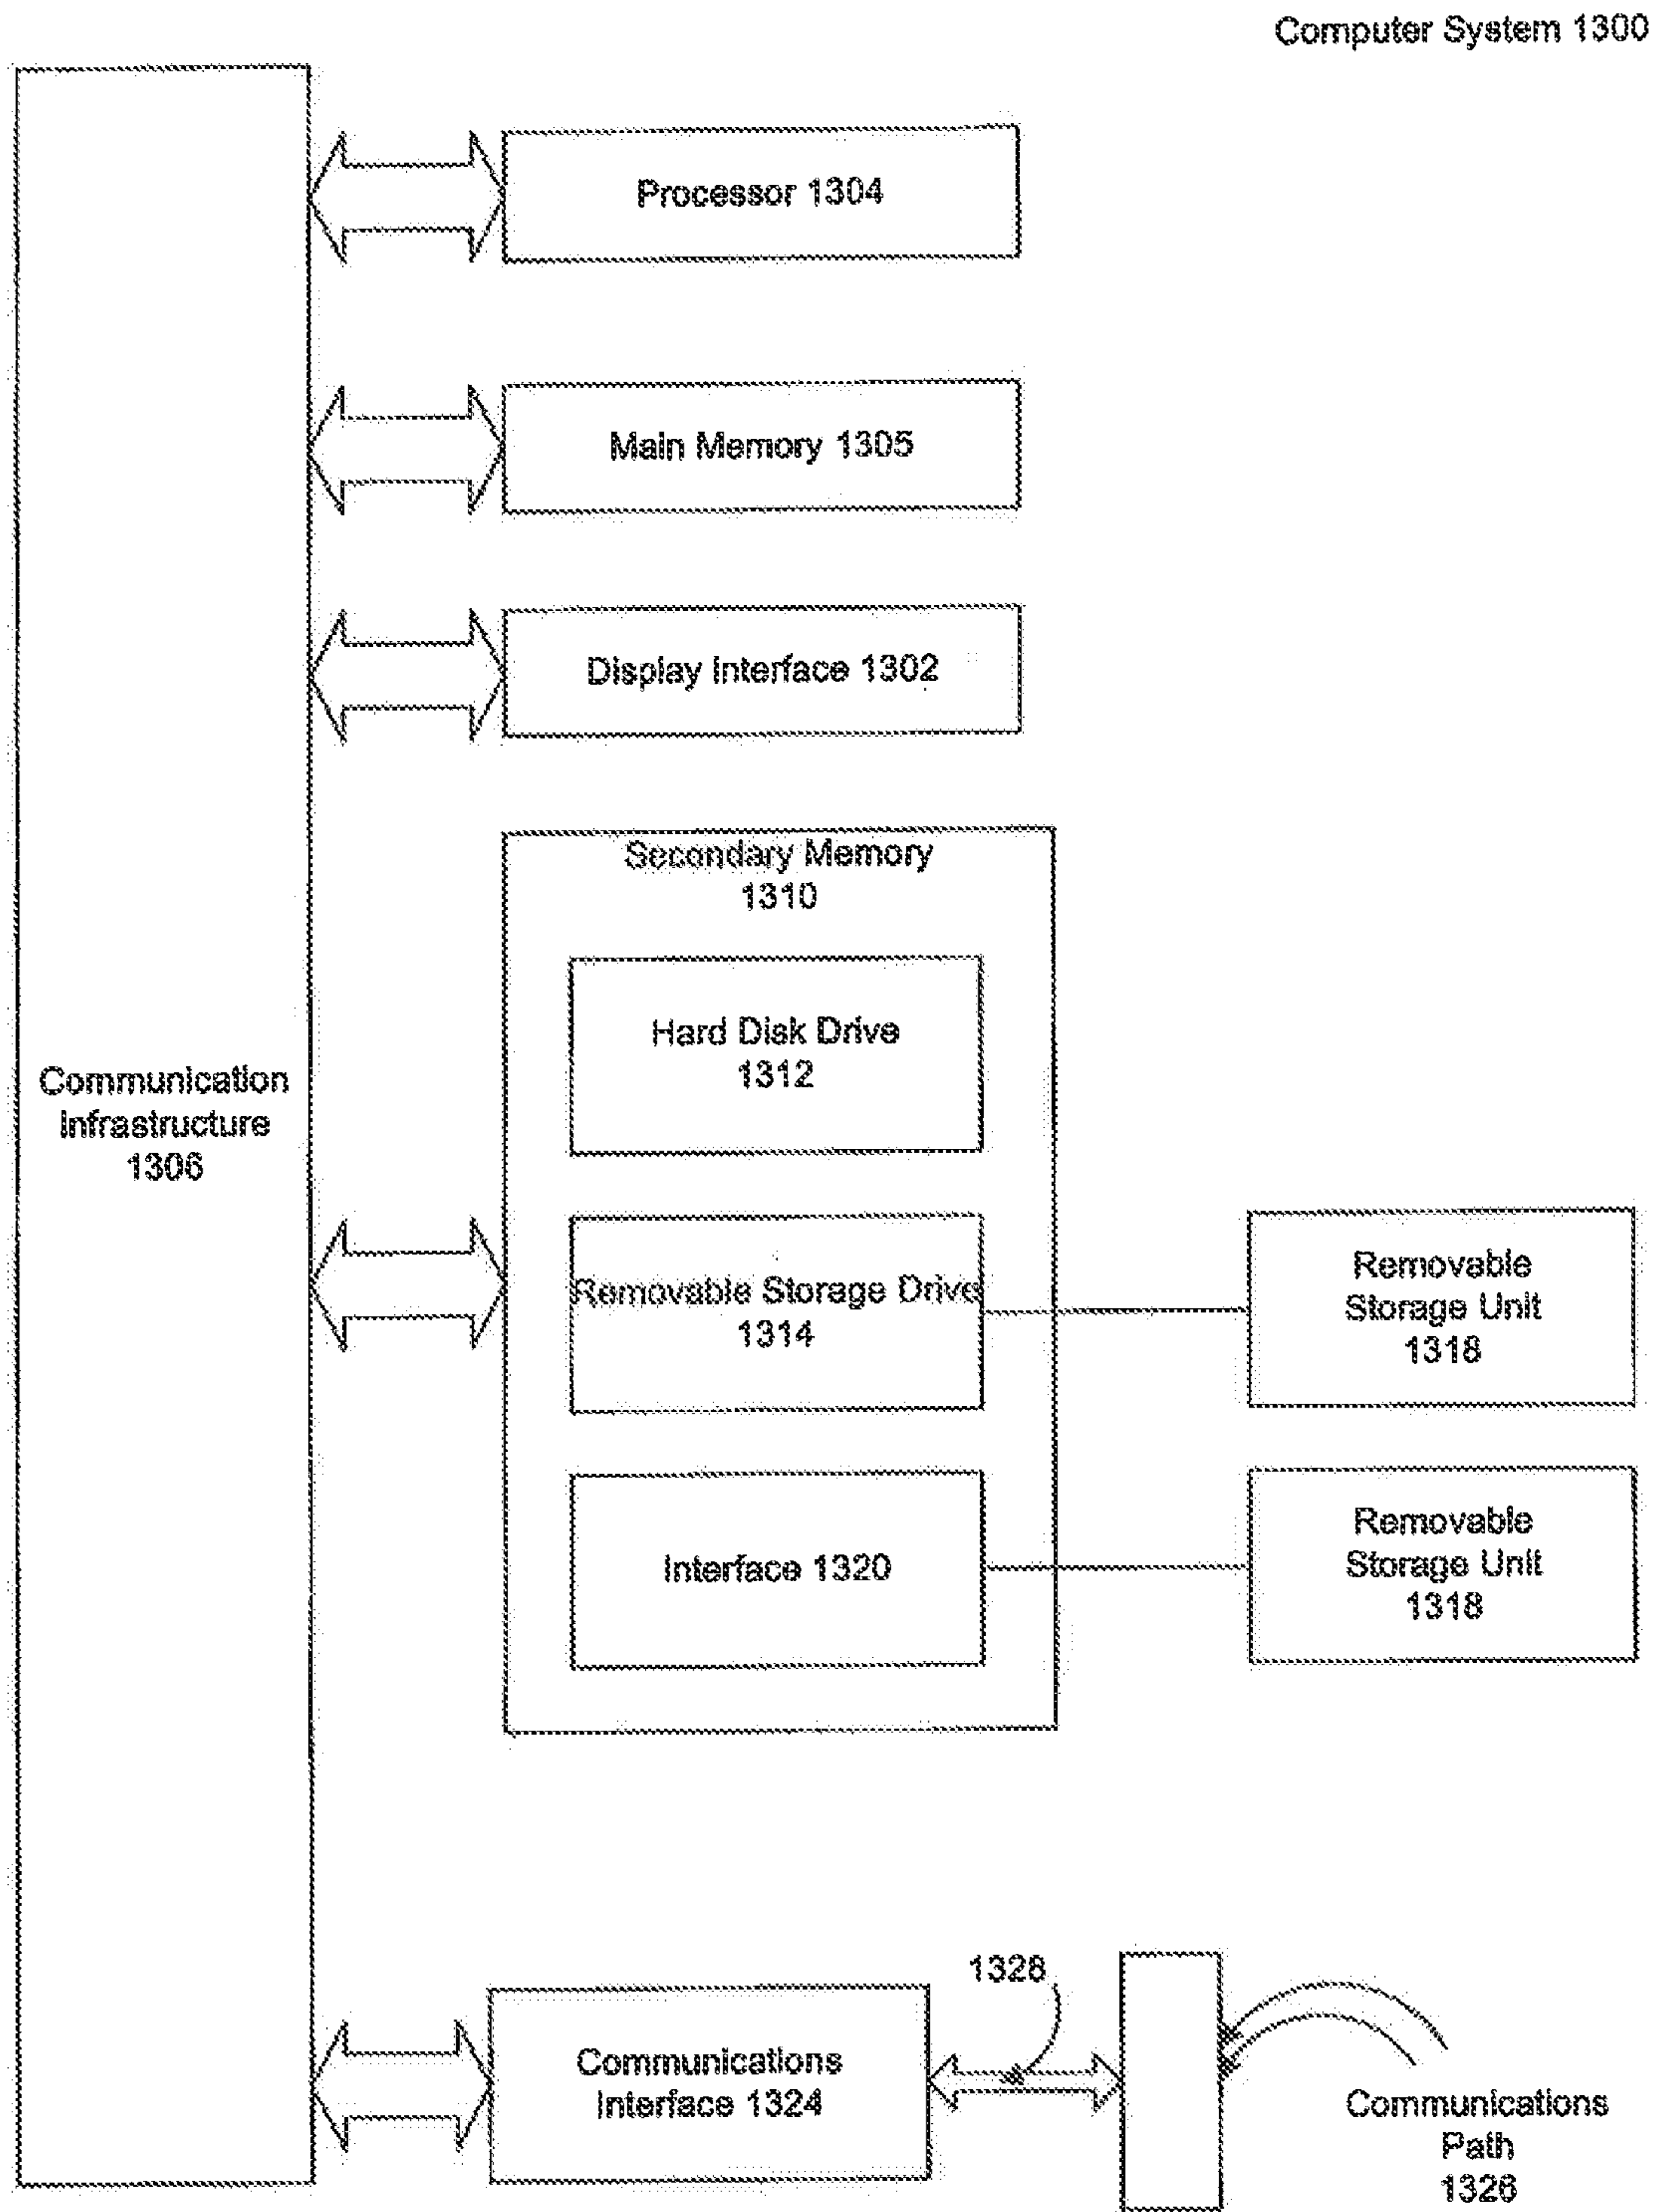 Computer System 1300
Processor 1304
Main Memory 1305
Display Interface 1302
Secondary Memory
1310
Hard Disk Drive
1312
Communication
Infrastructure
1306
Removable Storage Drive
1314
Removable
Storage Unit
1318
Interface 1320
Removable
Storage Unit
1318
1328
Communications
Interface 1324
Communications
Path
1326